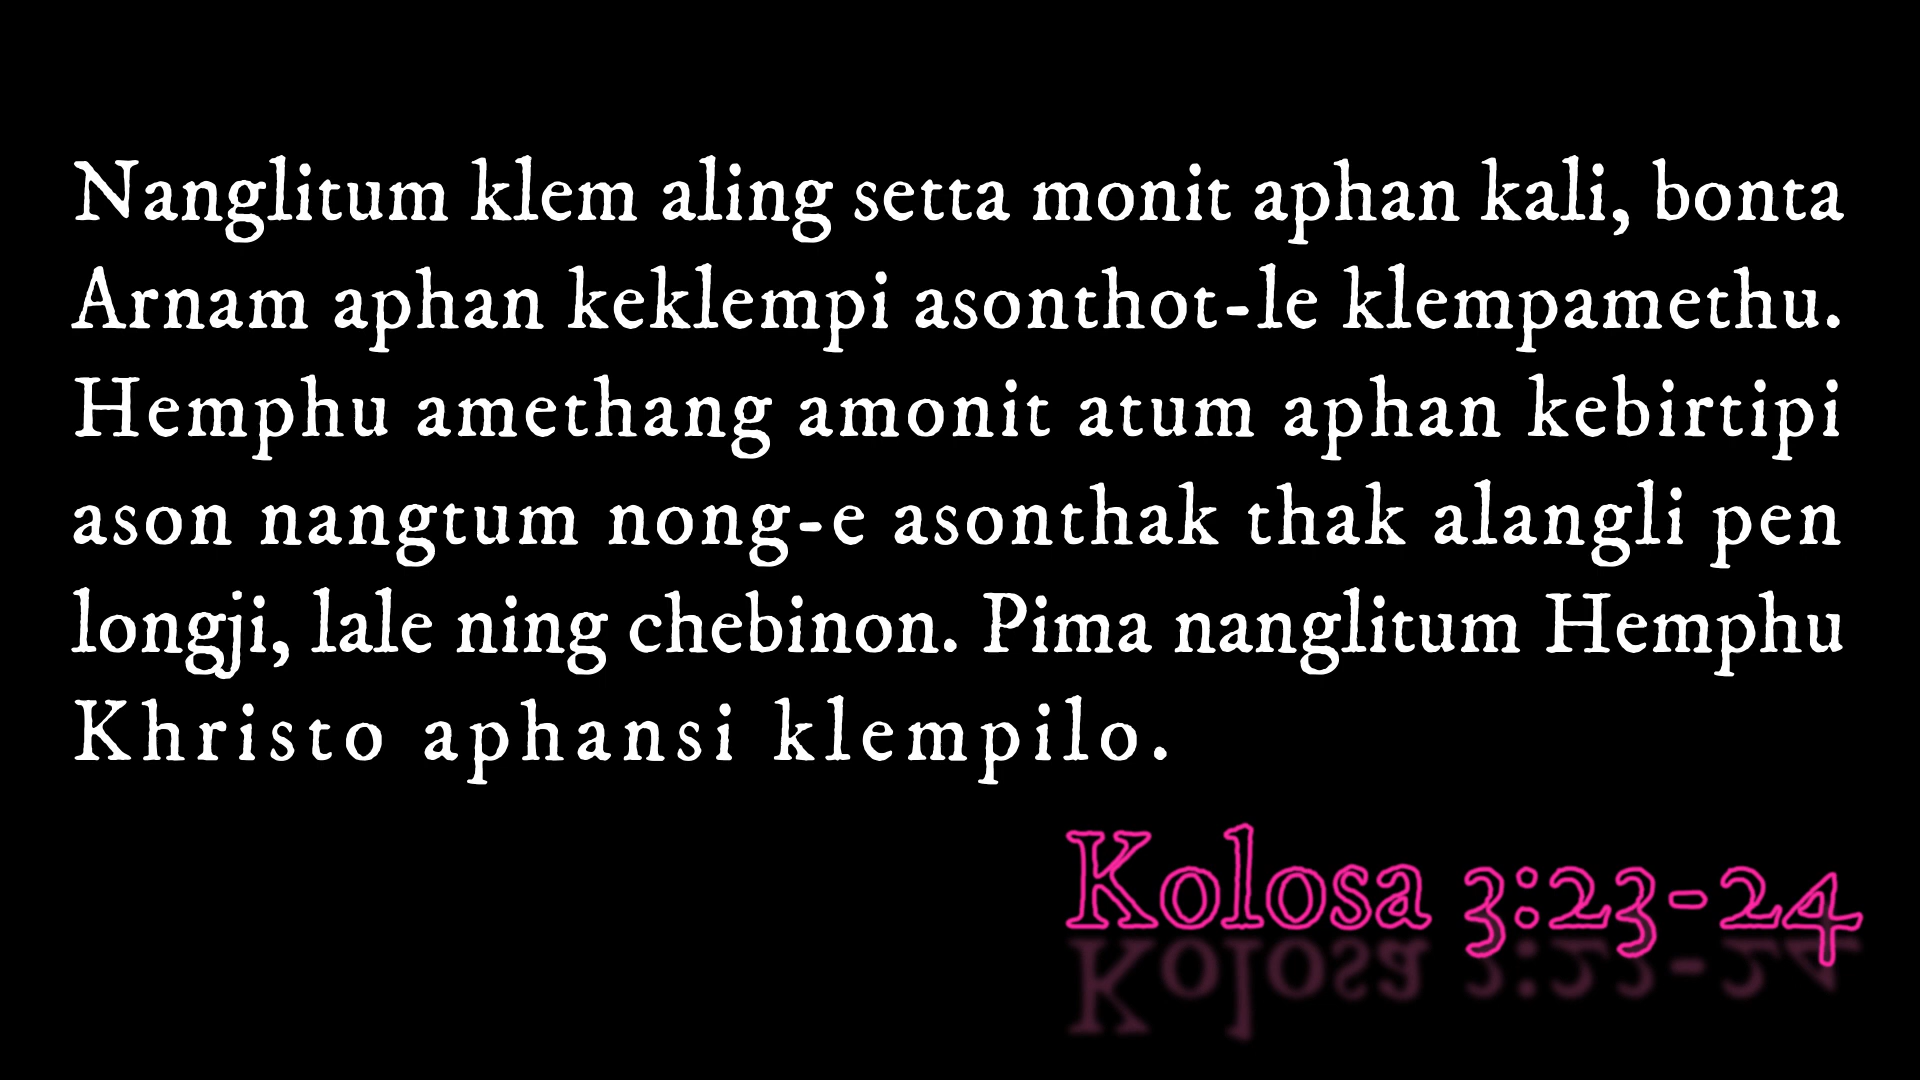 Nanglitum klem aling setta monit aphan kali, bonta
Arnam aphan keklempi asonthot-le klempamethu.
Hemphu amethang amonit atum aphan kebirtipi
ason nangtum nong-e asonthak thak alangli pen
longji, lale ning chebinon. Pima nanglitum Hemphu
Khristo aphansi klempilo.
Kolosa 3:23-24